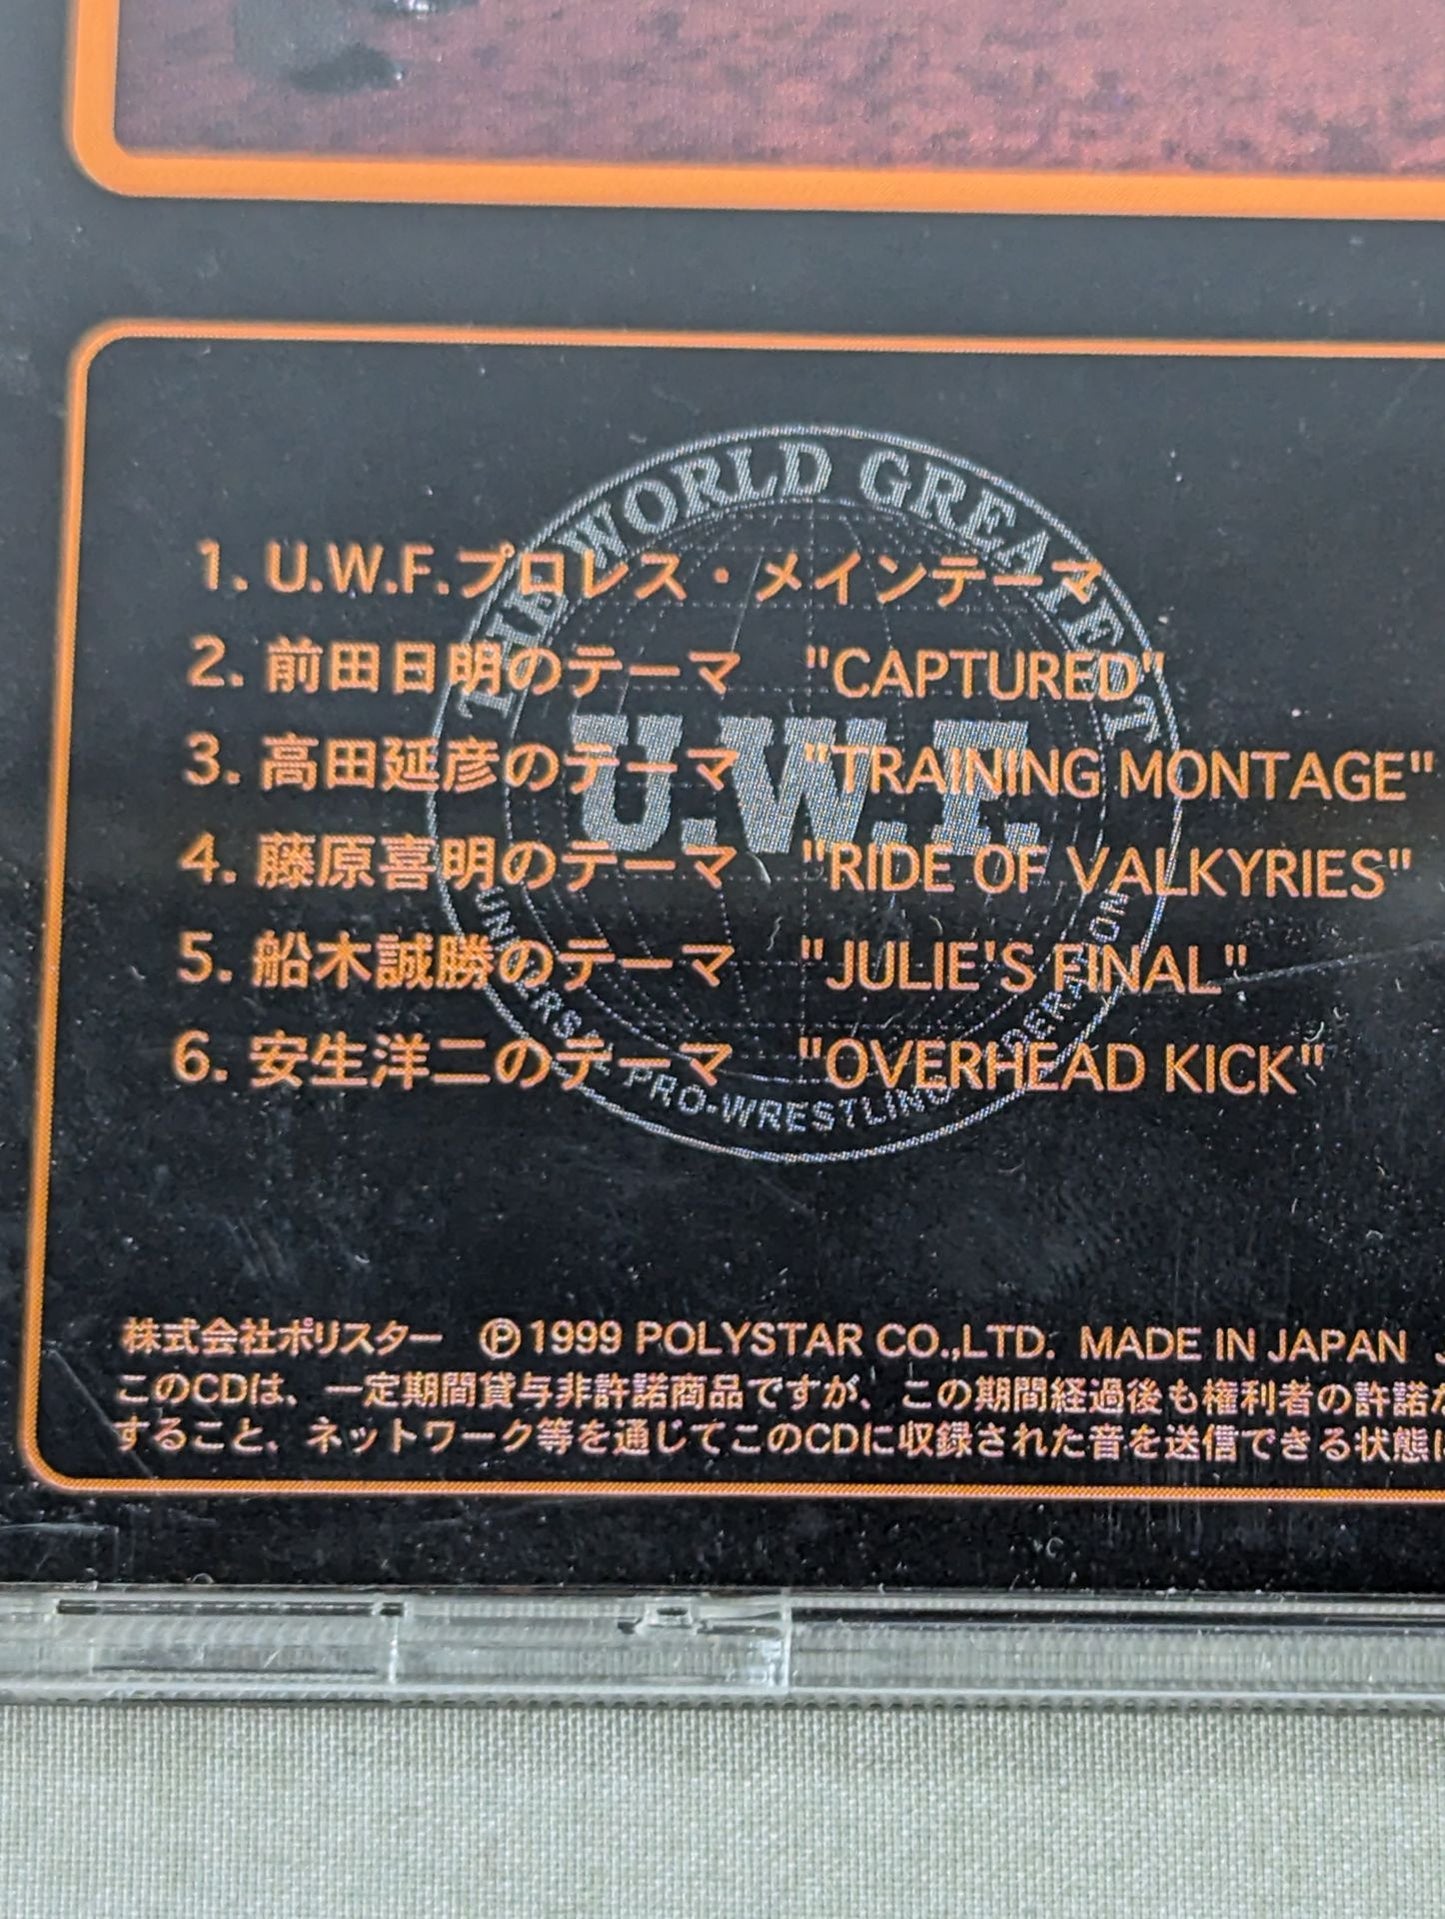 THE WORLD GREATEST
U.W.F.
UNIVERSAL PRO-WRESTLING FEDERATION
1. U.W.F.プロレス・メインテーマ
2. 前田日明のテーマ "CAPTURED"
3. 高田延彦のテーマ "TRAINING MONTAGE"
4. 藤原喜明のテーマ "RIDE OF VALKYRIES"
5. 船木誠勝のテーマ "JULIE'S FINAL"
6. 安生洋二のテーマ "OVERHEAD KICK"
株式会社ポリスター Ⓟ1999 POLYSTAR CO.,LTD. MADE IN JAPAN
このCDは、一定期間貸与非許諾商品ですが、この期間経過後も権利者の許諾
すること、ネットワーク等を通じてこのCDに収録された音を送信できる状態